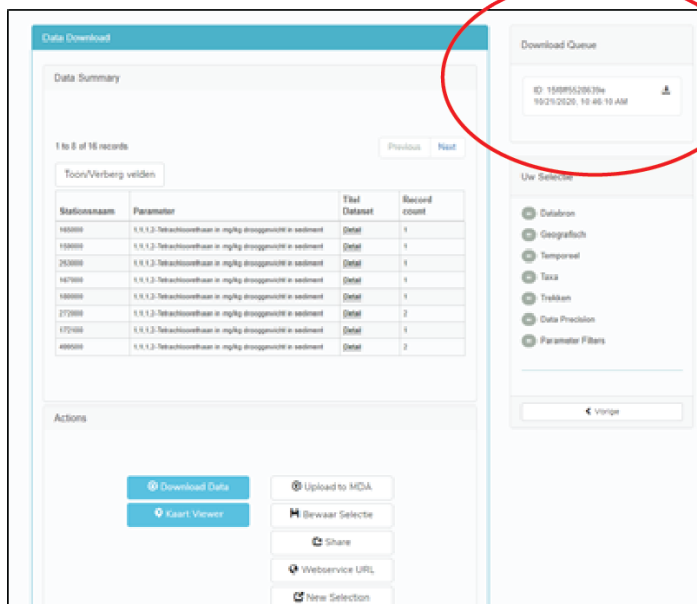 Data Download
Data Summary
1 to 8 of 16 records
Previous Next
Toon/Verberg velden
Stationsnaam Parameter Titel Dataset Record count
1,1,1,2-Tetrachloorethaan in mg/kg drooggewicht in sediment Detail 1
1,1,1,2-Tetrachloorethaan in mg/kg drooggewicht in sediment Detail 1
1,1,1,2-Tetrachloorethaan in mg/kg drooggewicht in sediment Detail 1
1,1,1,2-Tetrachloorethaan in mg/kg drooggewicht in sediment Detail 1
1,1,1,2-Tetrachloorethaan in mg/kg drooggewicht in sediment Detail 1
272000 1,1,1,2-Tetrachloorethaan in mg/kg drooggewicht in sediment Detail 2
172100 1,1,1,2-Tetrachloorethaan in mg/kg drooggewicht in sediment Detail 1
499500 1,1,1,2-Tetrachloorethaan in mg/kg drooggewicht in sediment Detail 2
Actions
Download Data
Kaart Viewer
Upload to MDA
Bewaar Selectie
Share
Webservice URL
New Selection
Download Queue
ID:
10/21/2020, 10:46:10 AM
Uw Selectie
Databron
Geografisch
Temporeel
Taxa
Trekken
Data Precision
Parameter Filters
Vorige